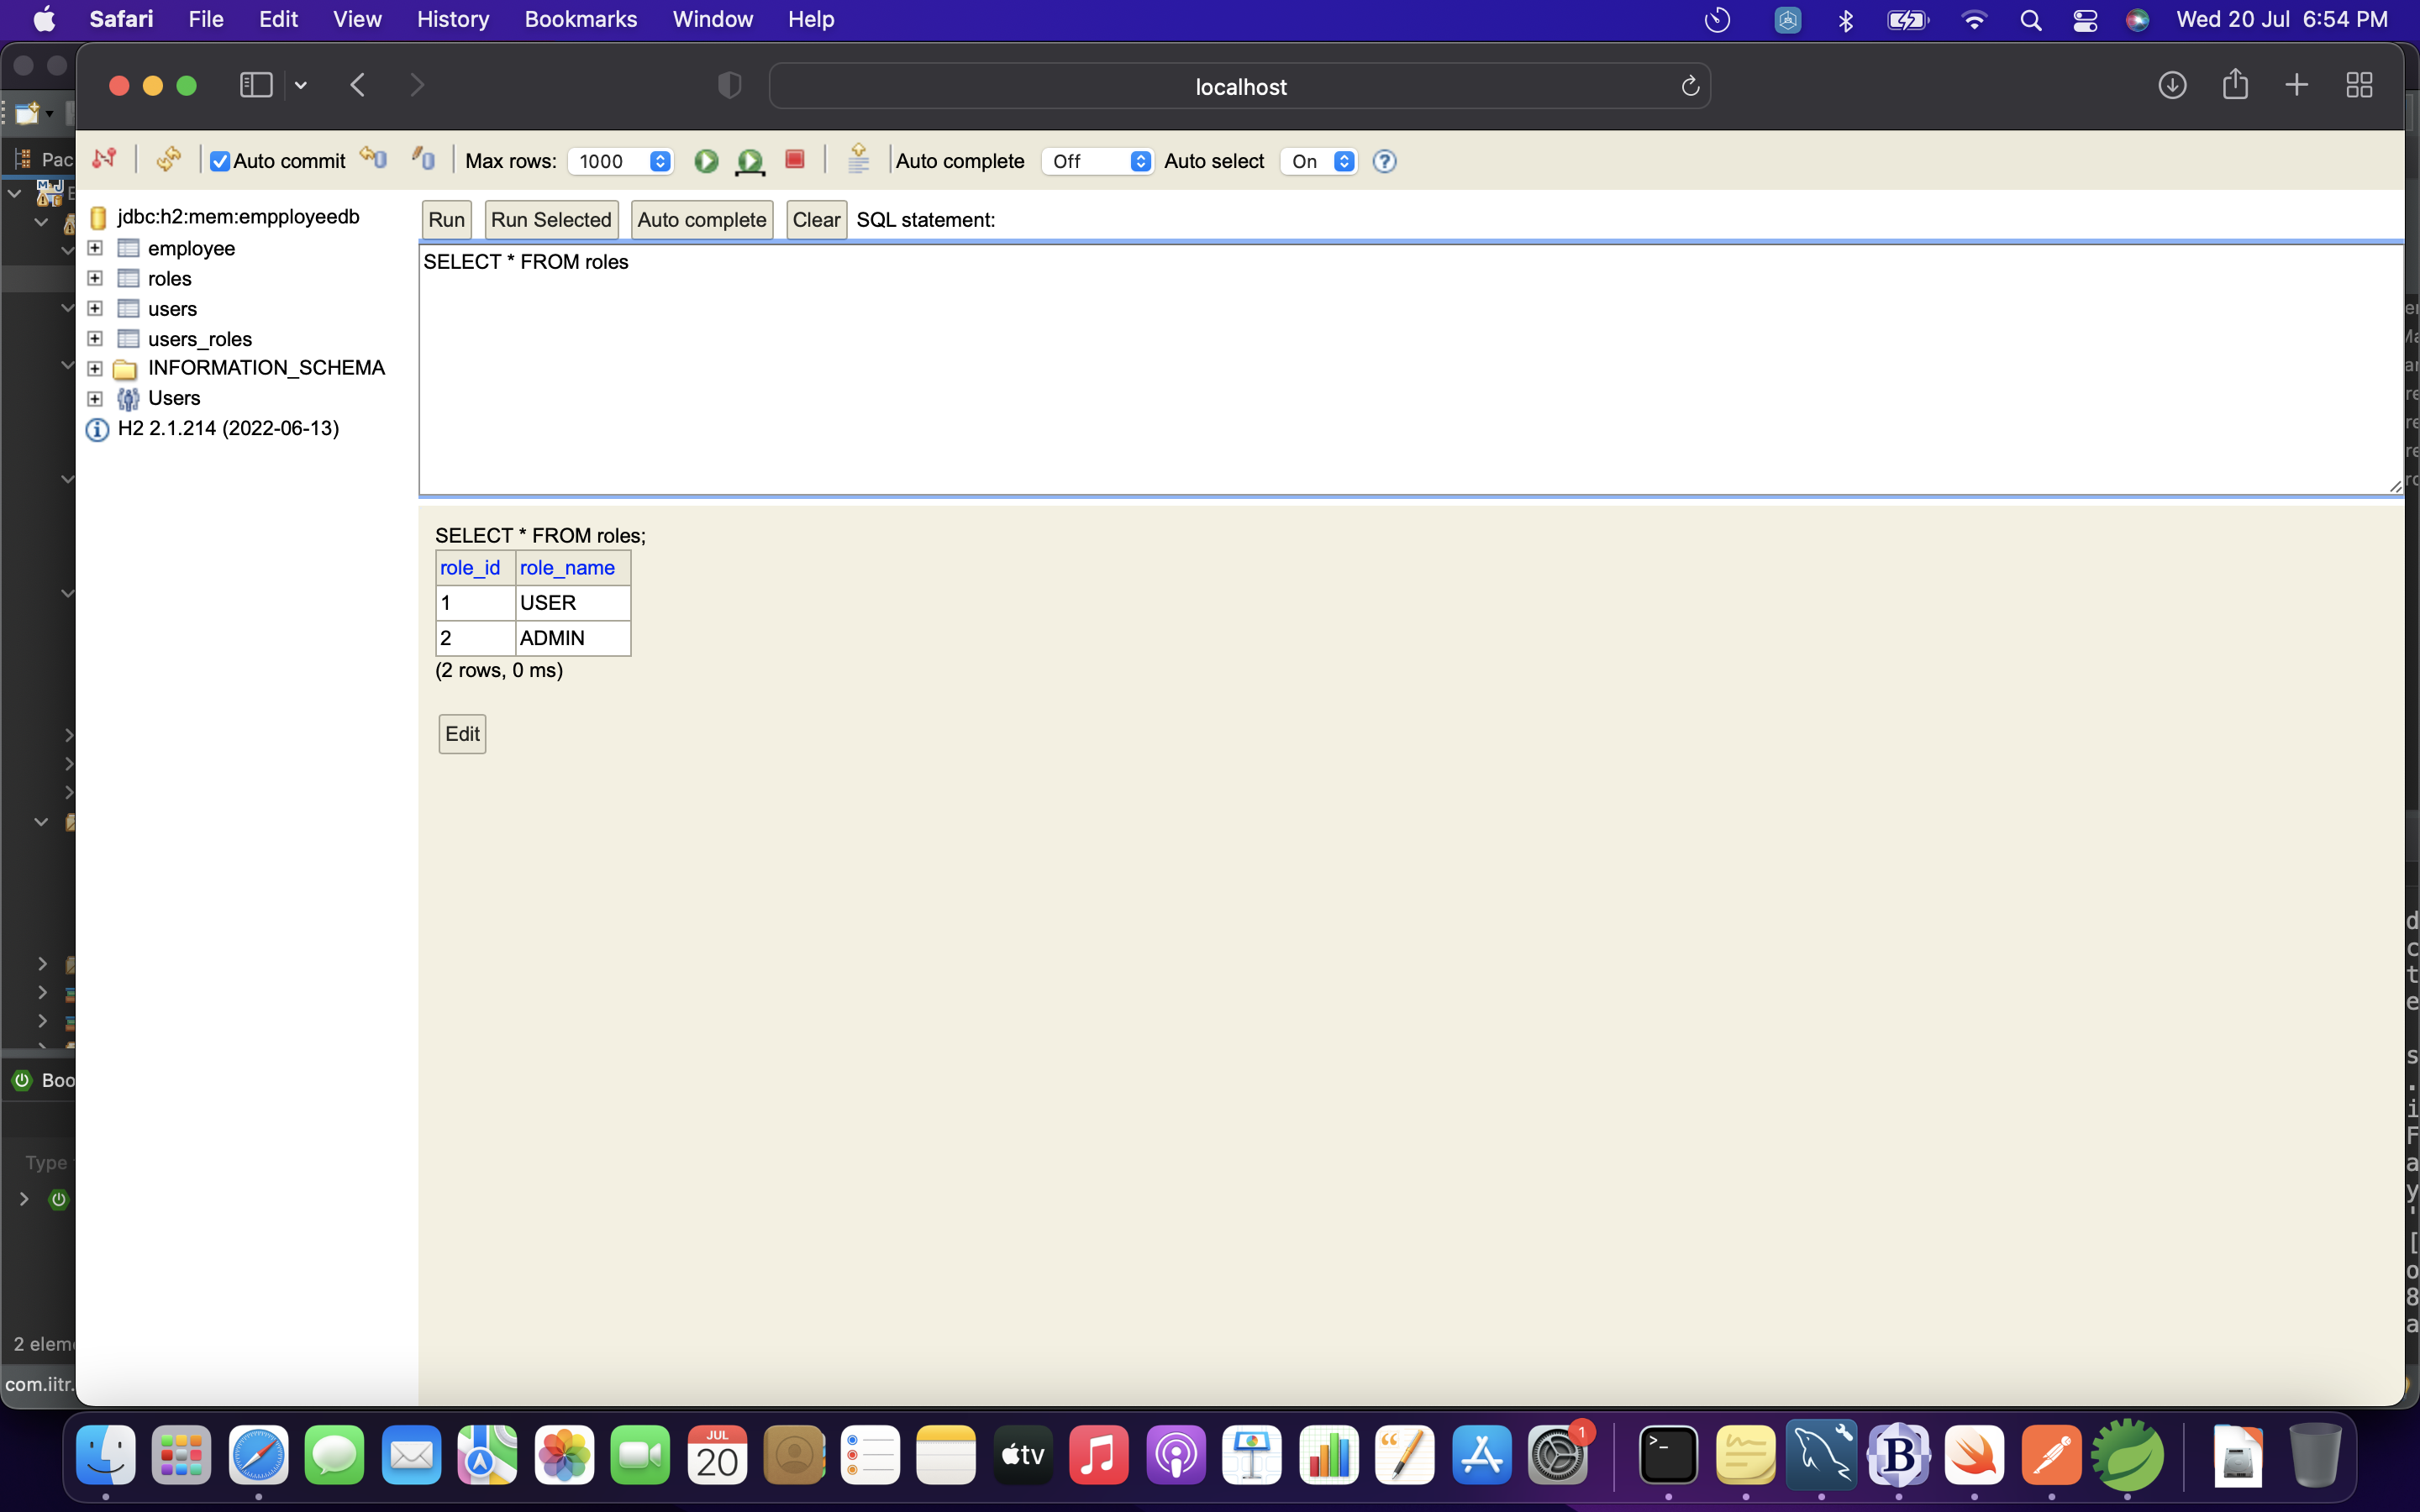 Safari File Edit View History Bookmarks Window Help Wed 20 Jul 6:54 PM
localhost
Pac
Auto commit Max rows: 1000 Auto complete Off Auto select On
jdbc:h2:mem:empployeedb
employee
roles
users
users_roles
INFORMATION_SCHEMA
Users
H2 2.1.214 (2022-06-13)
Run Run Selected Auto complete Clear SQL statement:
SELECT * FROM roles
SELECT * FROM roles;
role_id role_name
1 USER
2 ADMIN
(2 rows, 0 ms)
Edit
Boo
Type
2 elem
com.iitr.
JUL
20
tv
1
B